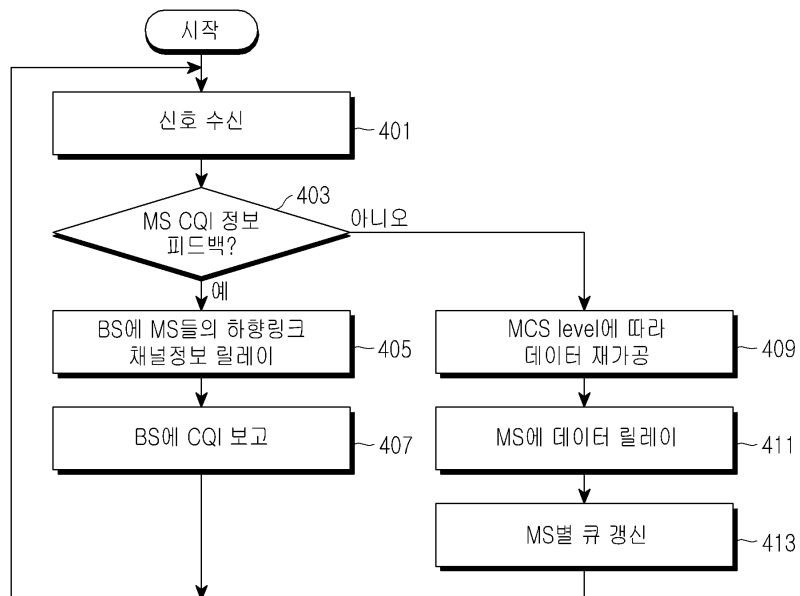 시작
신호 수신
401
403
MS CQI 정보
피드백?
아니오
예
BS에 MS들의 하향링크
채널정보 릴레이
405
MCS level에 따라
데이터 재가공
409
BS에 CQI 보고
407
MS에 데이터 릴레이
411
MS별 큐 갱신
413